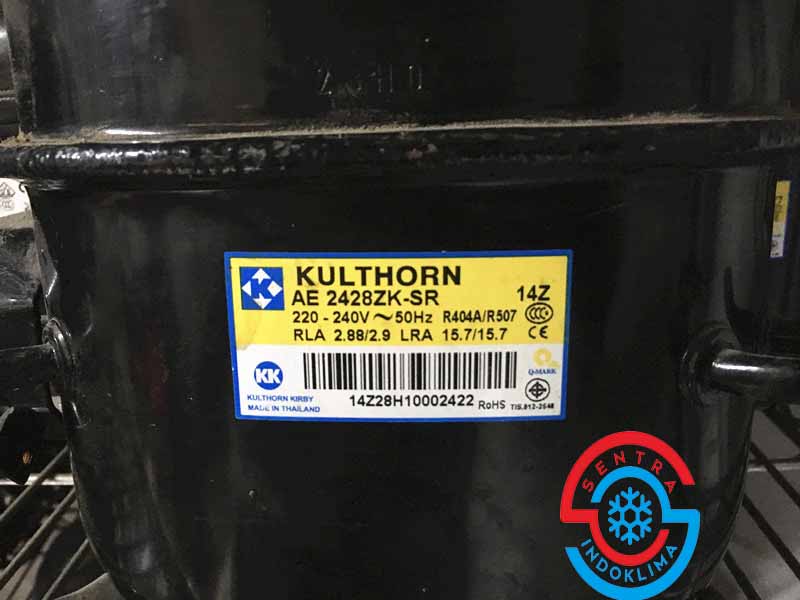 KULTHORN
AE 2428ZK-SR 14Z
220 - 240V ~ 50Hz R404A/R507
RLA 2.88/2.9 LRA 15.7/15.7
CCC
CE
Q-MARK
KK
KULTHORN KIRBY
MADE IN THAILAND
14Z28H10002422
RoHS
TIS.812-2548
SENTRA
INDOKLIMA